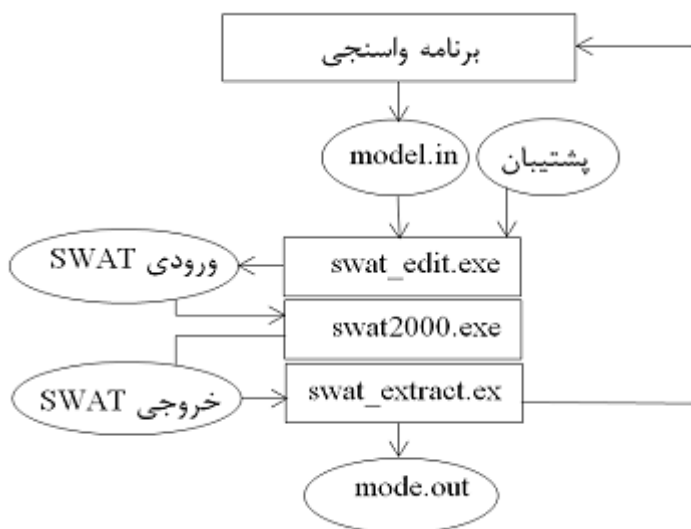 برنامه واسنجی
model.in
پشتیبان
swat_edit.exe
ورودی SWAT
swat2000.exe
swat_extract.ex
خروجی SWAT
mode.out